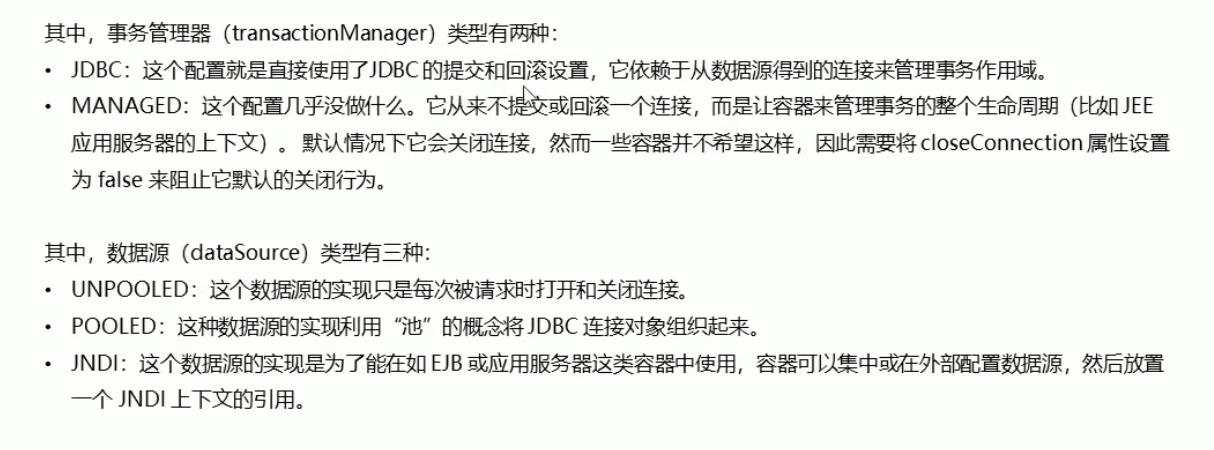 其中，事务管理器（transactionManager）类型有两种：
• JDBC：这个配置就是直接使用了JDBC 的提交和回滚设置，它依赖于从数据源得到的连接来管理事务作用域。
• MANAGED：这个配置几乎没做什么。它从来不提交或回滚一个连接，而是让容器来管理事务的整个生命周期（比如 JEE
应用服务器的上下文）。 默认情况下它会关闭连接，然而一些容器并不希望这样，因此需要将 closeConnection 属性设置
为 false 来阻止它默认的关闭行为。
其中，数据源（dataSource）类型有三种：
• UNPOOLED：这个数据源的实现只是每次被请求时打开和关闭连接。
• POOLED：这种数据源的实现利用“池”的概念将 JDBC 连接对象组织起来。
• JNDI：这个数据源的实现是为了能在如 EJB 或应用服务器这类容器中使用，容器可以集中或在外部配置数据源，然后放置
一个 JNDI 上下文的引用。